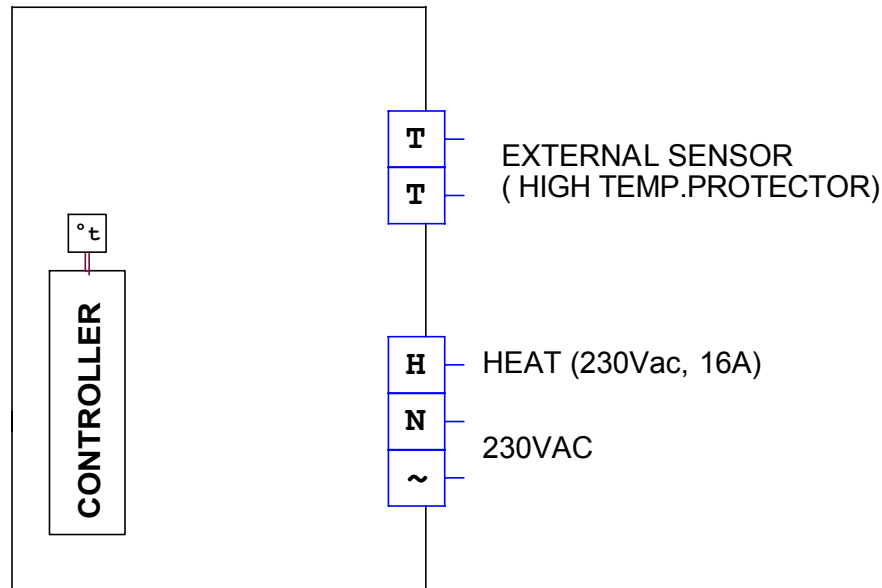 T
T
EXTERNAL SENSOR
( HIGH TEMP.PROTECTOR)
°t
CONTROLLER
H
HEAT (230Vac, 16A)
N
~
230VAC